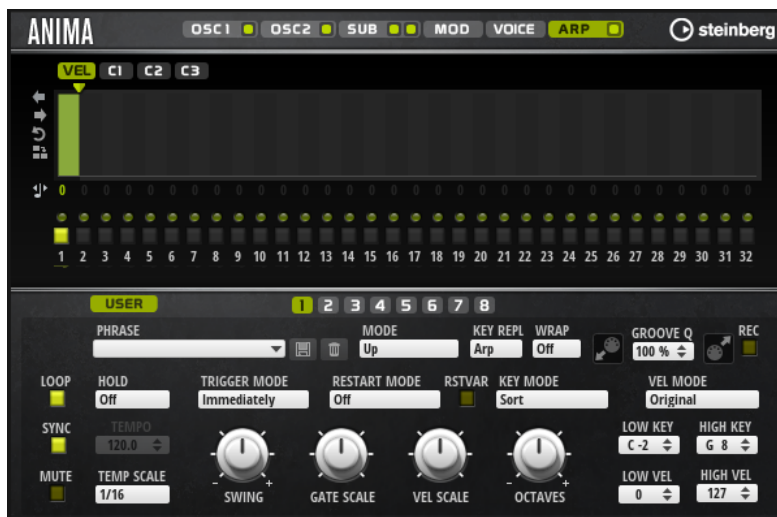 ANIMA OSC1 OSC2 SUB MOD VOICE ARP steinberg
VEL C1 C2 C3
0 0 0 0 0 0 0 0 0 0 0 0 0 0 0 0 0 0 0 0 0 0 0 0 0 0 0 0 0 0 0 0
1 2 3 4 5 6 7 8 9 10 11 12 13 14 15 16 17 18 19 20 21 22 23 24 25 26 27 28 29 30 31 32
USER 1 2 3 4 5 6 7 8
PHRASE MODE KEY REPL WRAP GROOVE Q REC
Up Arp Off 100 %
LOOP HOLD TRIGGER MODE RESTART MODE RSTVAR KEY MODE VEL MODE
Off Immediately Off Sort Original
SYNC TEMPO LOW KEY HIGH KEY
120.0 C -2 G 8
MUTE TEMP SCALE LOW VEL HIGH VEL
1/16 - + SWING GATE SCALE VEL SCALE - + OCTAVES 0 127